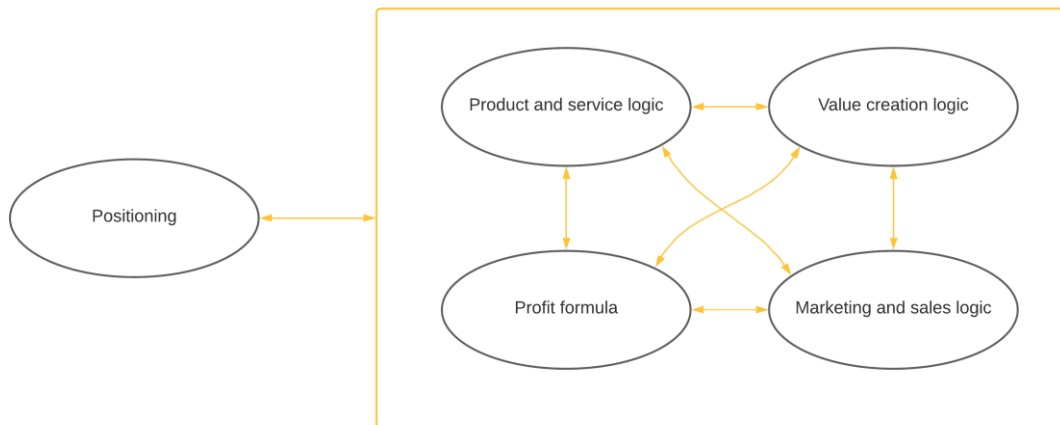 Product and service logic
Value creation logic
Positioning
Profit formula
Marketing and sales logic